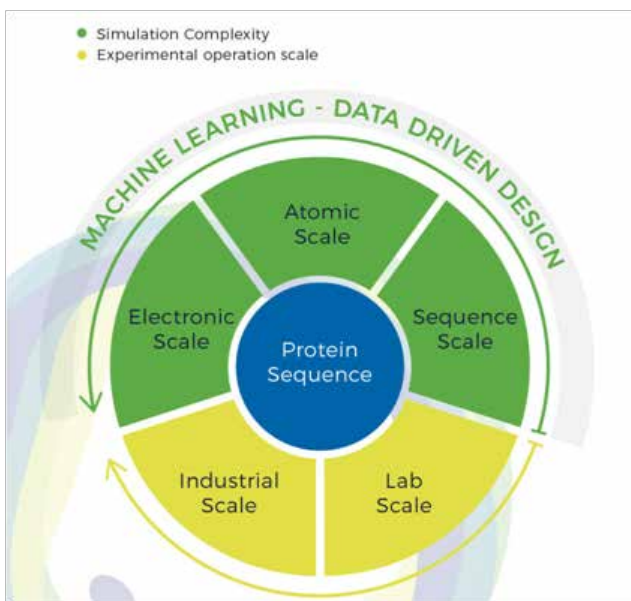 Simulation Complexity
Experimental operation scale
MACHINE LEARNING - DATA DRIVEN DESIGN
Atomic
Scale
Electronic
Scale
Sequence
Scale
Protein
Sequence
Industrial
Scale
Lab
Scale